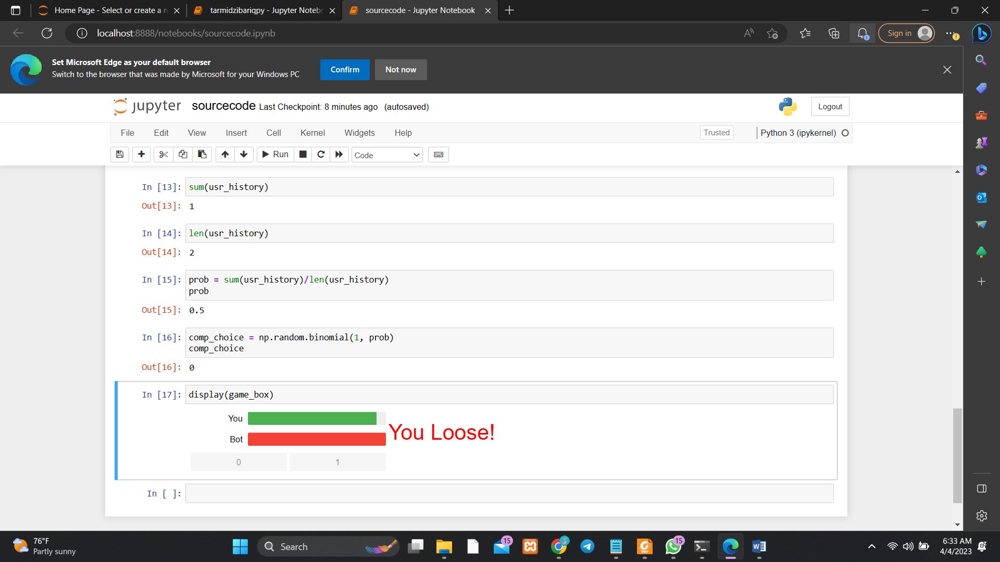 Home Page - Select or create a n
tarmidzibariqpy - Jupyter Notebo
sourcecode - Jupyter Notebook
localhost:8888/notebooks/sourcecode.ipynb
Sign in
Set Microsoft Edge as your default browser
Switch to the browser that was made by Microsoft for your Windows PC
Confirm
Not now
jupyter sourcecode Last Checkpoint: 8 minutes ago (autosaved)
Logout
File Edit View Insert Cell Kernel Widgets Help
Trusted
Python 3 (ipykernel)
Run
Code
In [13]: sum(usr_history)
Out[13]: 1
In [14]: len(usr_history)
Out[14]: 2
In [15]: prob = sum(usr_history)/len(usr_history)
prob
Out[15]: 0.5
In [16]: comp_choice = np.random.binomial(1, prob)
comp_choice
Out[16]: 0
In [17]: display(game_box)
You
You Loose!
Bot
0 1
In [ ]:
76°F
Partly sunny
Search
15
3
15
6:33 AM
4/4/2023